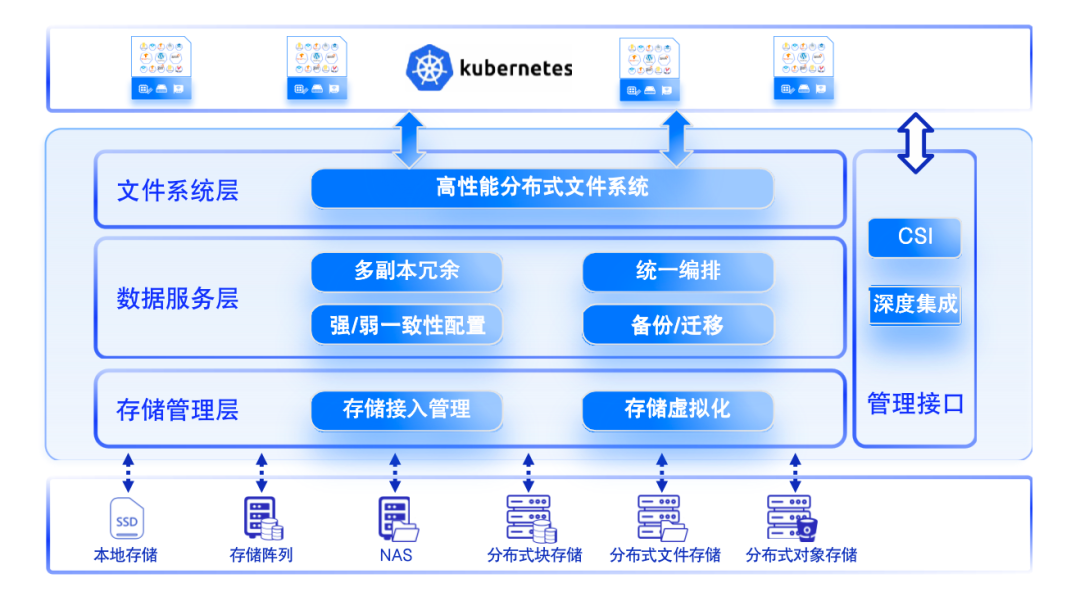 kubernetes
文件系统层
高性能分布式文件系统
数据服务层
多副本冗余
统一编排
强/弱一致性配置
备份/迁移
存储管理层
存储接入管理
存储虚拟化
CSI
深度集成
管理接口
SSD
本地存储
存储阵列
NAS
分布式块存储
分布式文件存储
分布式对象存储